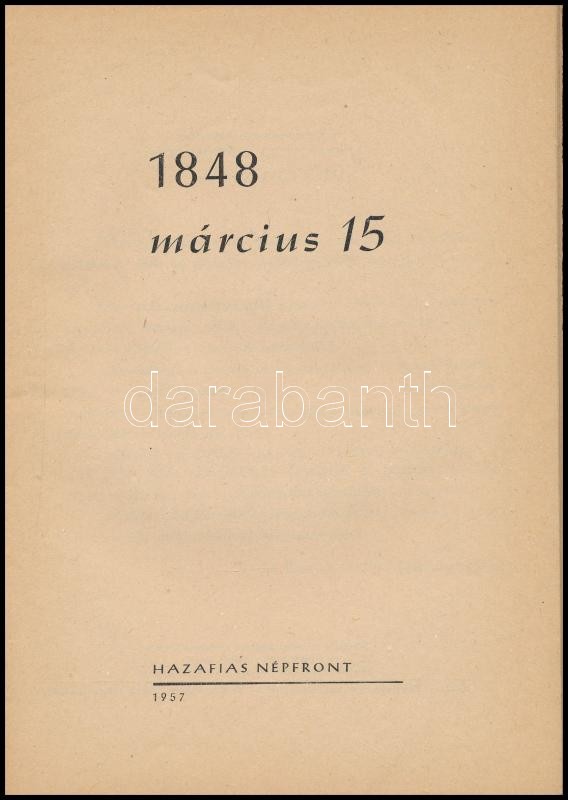 1848
március 15
darabanth
HAZAFIAS NÉPFRONT
1957